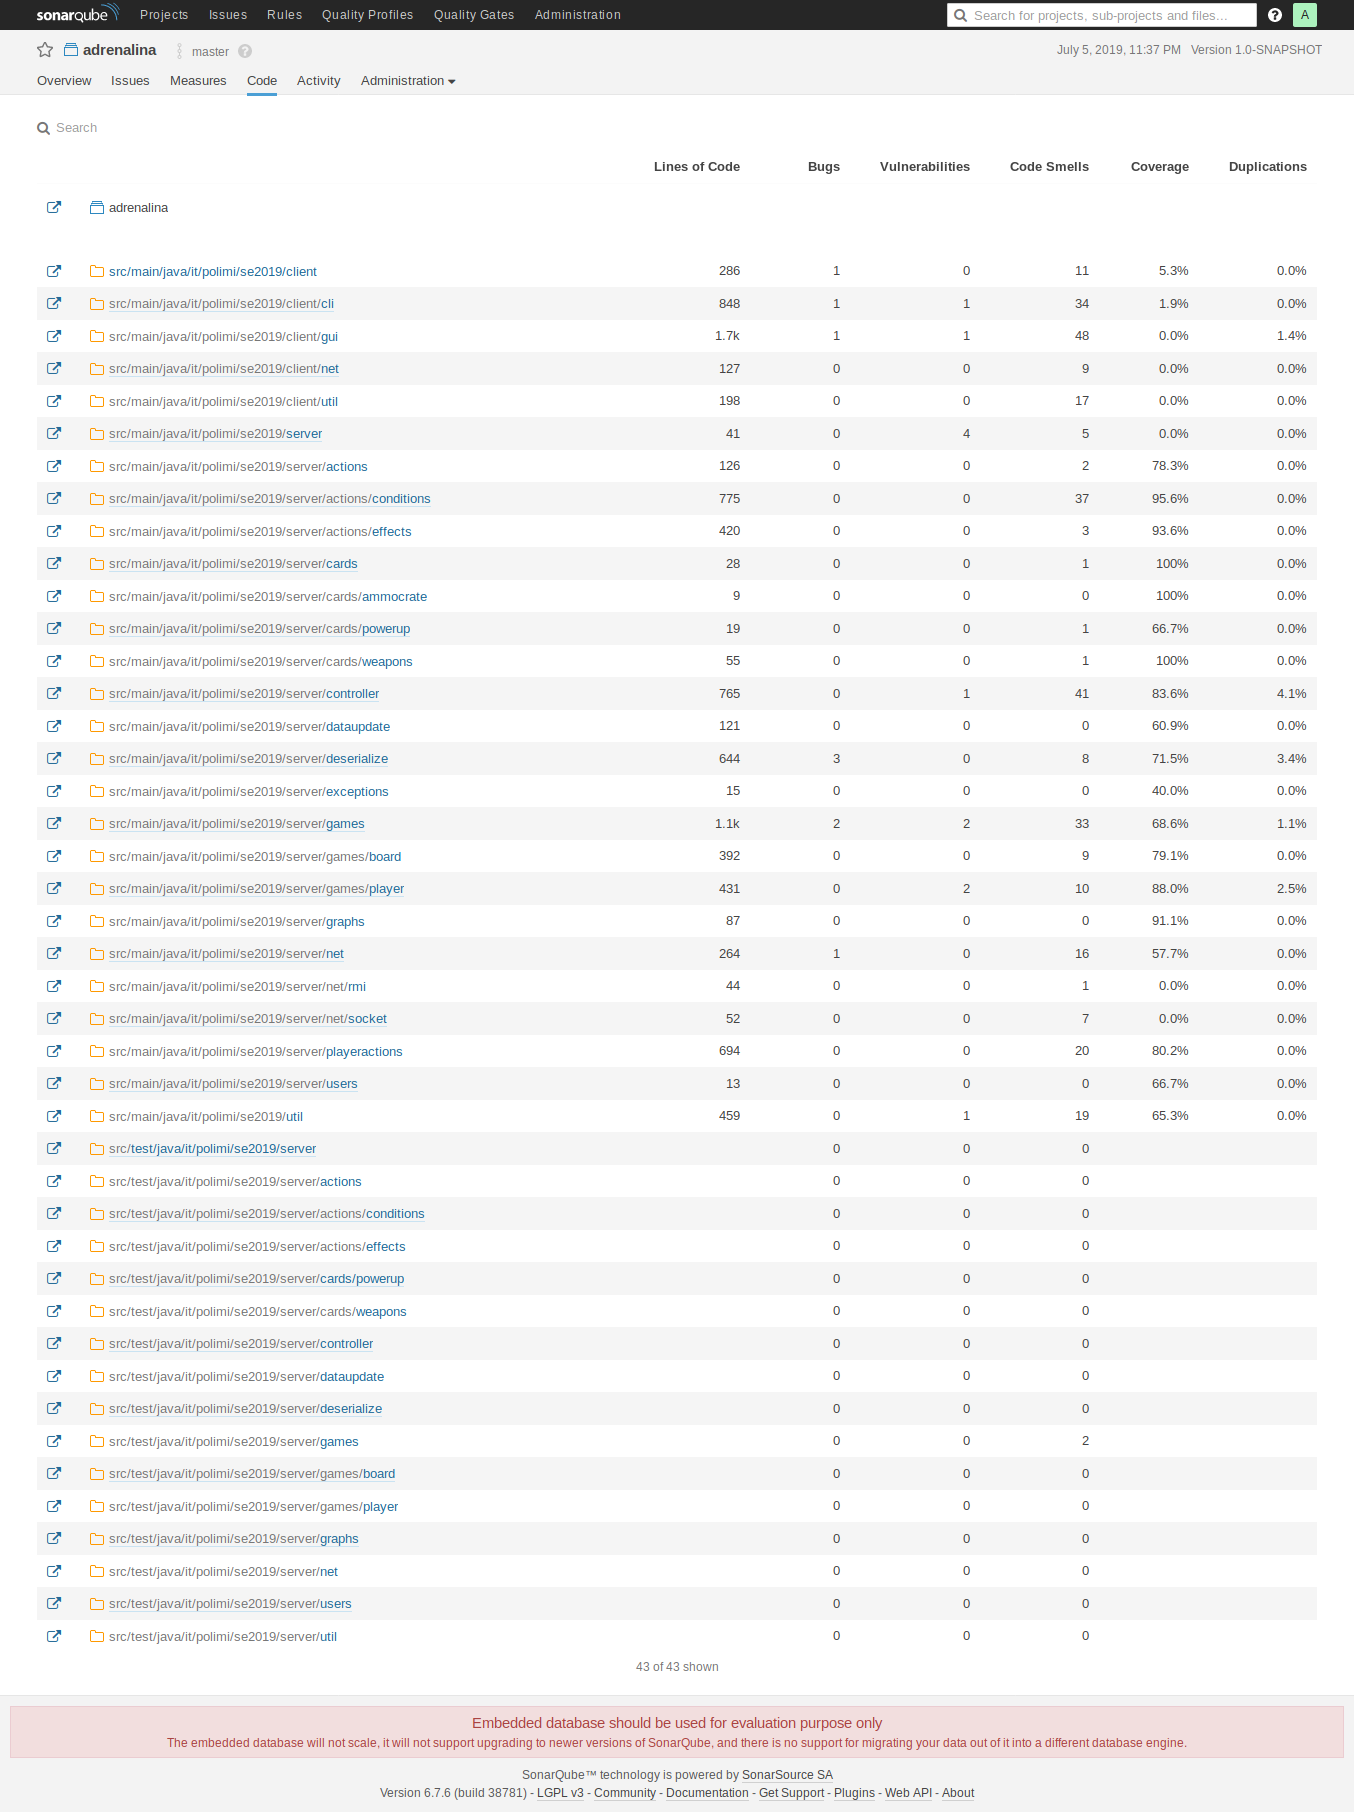 sonarqube Projects Issues Rules Quality Profiles Quality Gates Administration Search for projects, sub-projects and files... A
adrenalina master July 5, 2019, 11:37 PM Version 1.0-SNAPSHOT
Overview Issues Measures Code Activity Administration
Search
Lines of Code Bugs Vulnerabilities Code Smells Coverage Duplications
adrenalina
src/main/java/it/polimi/se2019/client 286 1 0 11 5.3% 0.0%
src/main/java/it/polimi/se2019/client/cli 848 1 1 34 1.9% 0.0%
src/main/java/it/polimi/se2019/client/gui 1.7k 1 1 48 0.0% 1.4%
src/main/java/it/polimi/se2019/client/net 127 0 0 9 0.0% 0.0%
src/main/java/it/polimi/se2019/client/util 198 0 0 17 0.0% 0.0%
src/main/java/it/polimi/se2019/server 41 0 4 5 0.0% 0.0%
src/main/java/it/polimi/se2019/server/actions 126 0 0 2 78.3% 0.0%
src/main/java/it/polimi/se2019/server/actions/conditions 775 0 0 37 95.6% 0.0%
src/main/java/it/polimi/se2019/server/actions/effects 420 0 0 3 93.6% 0.0%
src/main/java/it/polimi/se2019/server/cards 28 0 0 1 100% 0.0%
src/main/java/it/polimi/se2019/server/cards/ammocrate 9 0 0 0 100% 0.0%
src/main/java/it/polimi/se2019/server/cards/powerup 19 0 0 1 66.7% 0.0%
src/main/java/it/polimi/se2019/server/cards/weapons 55 0 0 1 100% 0.0%
src/main/java/it/polimi/se2019/server/controller 765 0 1 41 83.6% 4.1%
src/main/java/it/polimi/se2019/server/dataupdate 121 0 0 0 60.9% 0.0%
src/main/java/it/polimi/se2019/server/deserialize 644 3 0 8 71.5% 3.4%
src/main/java/it/polimi/se2019/server/exceptions 15 0 0 0 40.0% 0.0%
src/main/java/it/polimi/se2019/server/games 1.1k 2 2 33 68.6% 1.1%
src/main/java/it/polimi/se2019/server/games/board 392 0 0 9 79.1% 0.0%
src/main/java/it/polimi/se2019/server/games/player 431 0 2 10 88.0% 2.5%
src/main/java/it/polimi/se2019/server/graphs 87 0 0 0 91.1% 0.0%
src/main/java/it/polimi/se2019/server/net 264 1 0 16 57.7% 0.0%
src/main/java/it/polimi/se2019/server/net/rmi 44 0 0 1 0.0% 0.0%
src/main/java/it/polimi/se2019/server/net/socket 52 0 0 7 0.0% 0.0%
src/main/java/it/polimi/se2019/server/playeractions 694 0 0 20 80.2% 0.0%
src/main/java/it/polimi/se2019/server/users 13 0 0 0 66.7% 0.0%
src/main/java/it/polimi/se2019/util 459 0 1 19 65.3% 0.0%
src/test/java/it/polimi/se2019/server 0 0 0
src/test/java/it/polimi/se2019/server/actions 0 0 0
src/test/java/it/polimi/se2019/server/actions/conditions 0 0 0
src/test/java/it/polimi/se2019/server/actions/effects 0 0 0
src/test/java/it/polimi/se2019/server/cards/powerup 0 0 0
src/test/java/it/polimi/se2019/server/cards/weapons 0 0 0
src/test/java/it/polimi/se2019/server/controller 0 0 0
src/test/java/it/polimi/se2019/server/dataupdate 0 0 0
src/test/java/it/polimi/se2019/server/deserialize 0 0 0
src/test/java/it/polimi/se2019/server/games 0 0 2
src/test/java/it/polimi/se2019/server/games/board 0 0 0
src/test/java/it/polimi/se2019/server/games/player 0 0 0
src/test/java/it/polimi/se2019/server/graphs 0 0 0
src/test/java/it/polimi/se2019/server/net 0 0 0
src/test/java/it/polimi/se2019/server/users 0 0 0
src/test/java/it/polimi/se2019/server/util 0 0 0
43 of 43 shown
Embedded database should be used for evaluation purpose only
The embedded database will not scale, it will not support upgrading to newer versions of SonarQube, and there is no support for migrating your data out of it into a different database engine.
SonarQube™ technology is powered by SonarSource SA
Version 6.7.6 (build 38781) - LGPL v3 - Community - Documentation - Get Support - Plugins - Web API - About